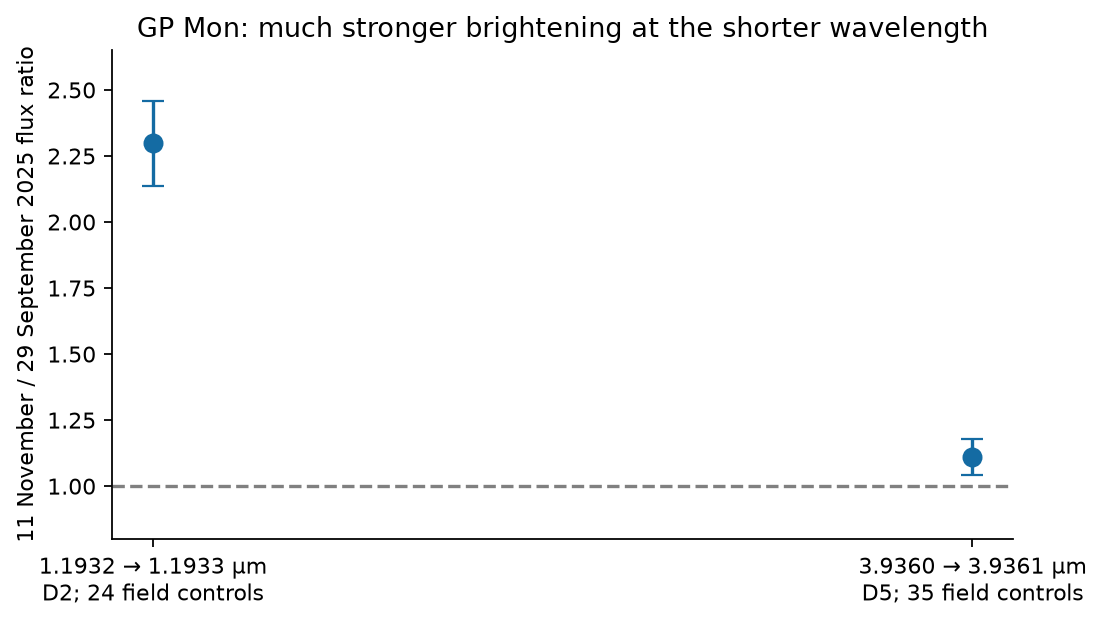 GP Mon: much stronger brightening at the shorter wavelength
11 November / 29 September 2025 flux ratio
2.50
2.25
2.00
1.75
1.50
1.25
1.00
1.1932 → 1.1933 µm
D2; 24 field controls
3.9360 → 3.9361 µm
D5; 35 field controls